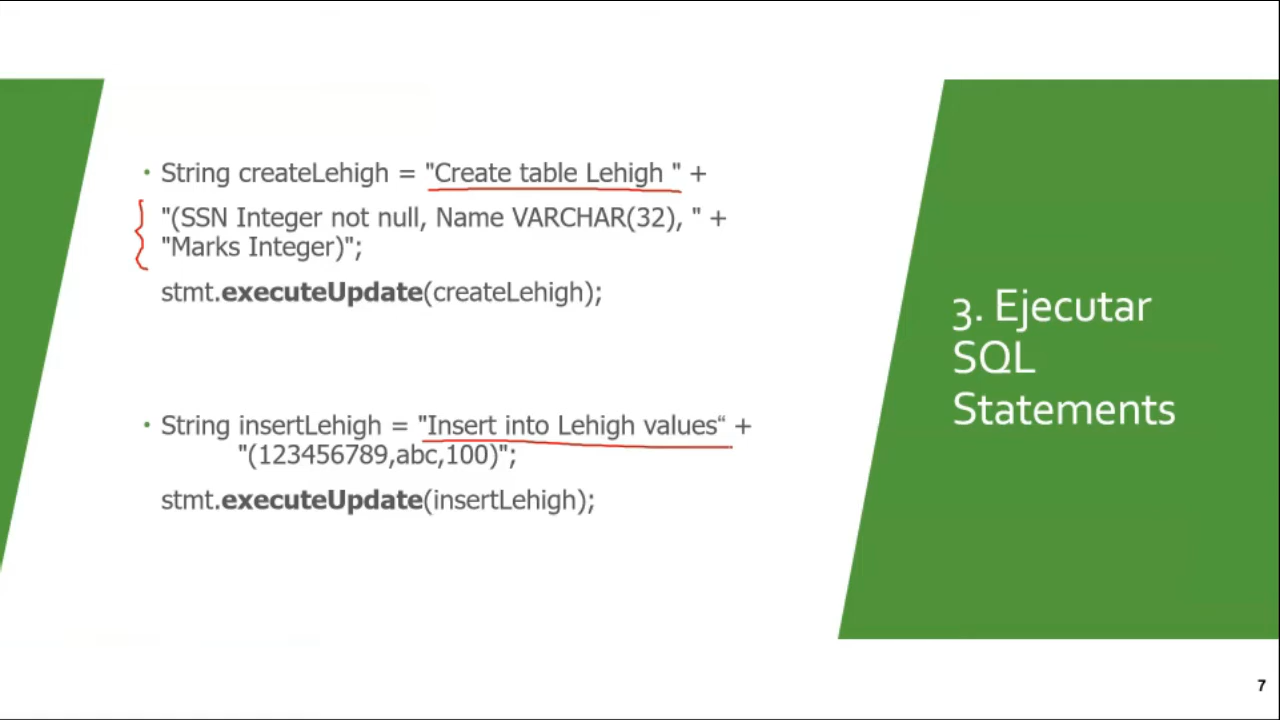 • String createLehigh = "Create table Lehigh " +
"(SSN Integer not null, Name VARCHAR(32), " +
"Marks Integer)";
stmt.executeUpdate(createLehigh);
• String insertLehigh = "Insert into Lehigh values“ +
"(123456789,abc,100)";
stmt.executeUpdate(insertLehigh);
3. Ejecutar
SQL
Statements
7